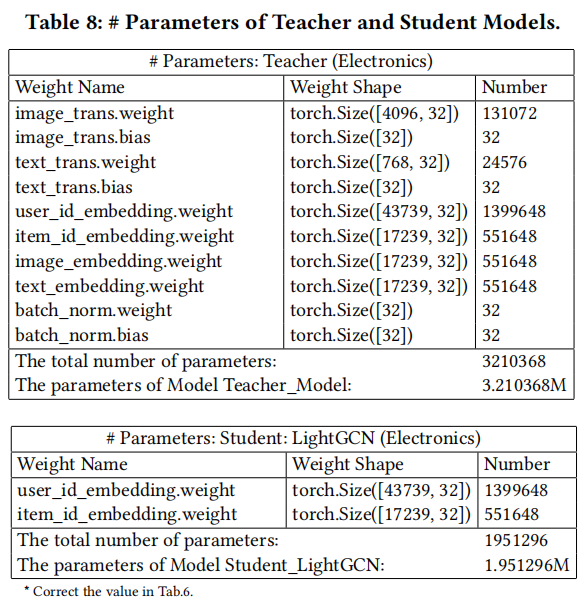 Table 8: # Parameters of Teacher and Student Models.
# Parameters: Teacher (Electronics)
Weight Name Weight Shape Number
image_trans.weight torch.Size([4096, 32]) 131072
image_trans.bias torch.Size([32]) 32
text_trans.weight torch.Size([768, 32]) 24576
text_trans.bias torch.Size([32]) 32
user_id_embedding.weight torch.Size([43739, 32]) 1399648
item_id_embedding.weight torch.Size([17239, 32]) 551648
image_embedding.weight torch.Size([17239, 32]) 551648
text_embedding.weight torch.Size([17239, 32]) 551648
batch_norm.weight torch.Size([32]) 32
batch_norm.bias torch.Size([32]) 32
The total number of parameters: 3210368
The parameters of Model Teacher_Model: 3.210368M
# Parameters: Student: LightGCN (Electronics)
Weight Name Weight Shape Number
user_id_embedding.weight torch.Size([43739, 32]) 1399648
item_id_embedding.weight torch.Size([17239, 32]) 551648
The total number of parameters: 1951296
The parameters of Model Student_LightGCN: 1.951296M
* Correct the value in Tab.6.